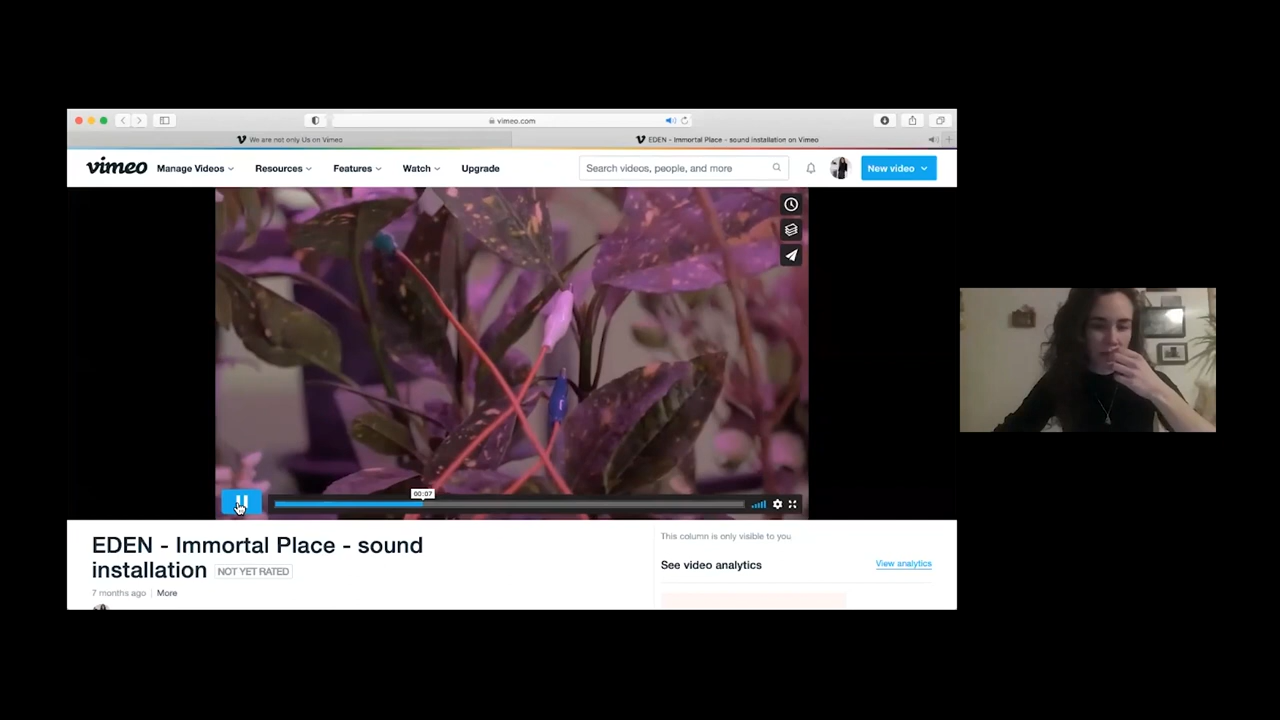 vimeo.com
We are not only Us on Vimeo
EDEN - Immortal Place - sound installation on Vimeo
vimeo Manage Videos Resources Features Watch Upgrade Search videos, people, and more New video
00:07
EDEN - Immortal Place - sound
installation NOT YET RATED
7 months ago More
This column is only visible to you
See video analytics View analytics